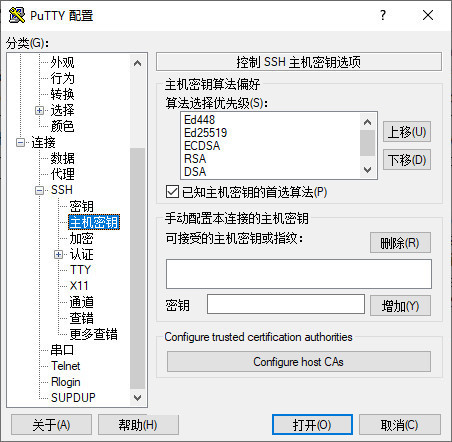 PuTTY 配置
分类(G):
外观
行为
转换
选择
颜色
连接
数据
代理
SSH
密钥
主机密钥
加密
认证
TTY
X11
通道
查错
更多查错
串口
Telnet
Rlogin
SUPDUP
控制 SSH 主机密钥选项
主机密钥算法偏好
算法选择优先级(S):
Ed448
Ed25519
ECDSA
RSA
DSA
上移(U)
下移(D)
已知主机密钥的首选算法(P)
手动配置本连接的主机密钥
可接受的主机密钥或指纹:
删除(R)
密钥
增加(Y)
Configure trusted certification authorities
Configure host CAs
关于(A)
帮助(H)
打开(O)
取消(C)